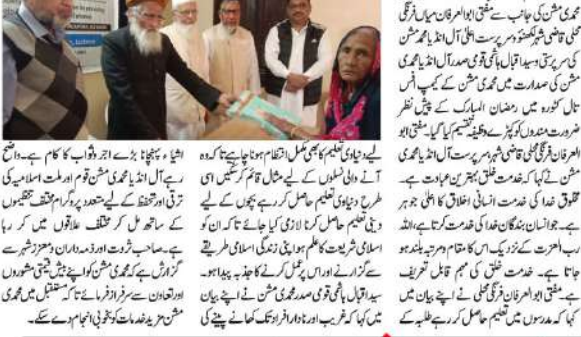 محمدی مشن کی جانب سے مفتی ابوالعرفان میاں فرنگی
محلی قاضی شہر لکھنؤ و سرپرست اعلیٰ آل انڈیا محمدی مشن
کی سرپرستی و سید اقبال ہاشمی قومی صدر آل انڈیا محمدی
مشن کی صدارت میں محمدی مشن کے کیمپ آفس
کٹورہ میں رمضان المبارک کے پیش نظر
ضرورت مندوں کو کپڑے و وظیفہ تقسیم کیا گیا۔ مفتی ابو
العرفان فرنگی محلی قاضی شہر و سرپرست آل انڈیا محمدی
مشن نے کہا کہ خدمت خلق بہترین عبادت ہے۔
مخلوق خدا کی خدمت انسانی اخلاق کا اعلیٰ جوہر
ہے۔ جو انسان بندگان خدا کی خدمت کرتا ہے، اللہ
رب العزت کے نزدیک اس کا مقام و مرتبہ بلند ہو
جاتا ہے۔ خدمت خلق کی مہم قابل تعریف
ہے۔ مفتی ابوالعرفان فرنگی محلی نے اپنے بیان میں
کہا کہ مدرسوں میں تعلیم حاصل کر رہے طلبہ کے
لیے دنیاوی تعلیم کا بھی مکمل انتظام ہونا چاہیے تاکہ وہ
آنے والی نسلوں کے لیے مثال قائم کر سکیں اسی
طرح دنیاوی تعلیم حاصل کر رہے بچوں کے لیے
دینی تعلیم حاصل کرنا لازمی کیا جائے تاکہ ان کو
اسلامی شریعت کا علم ہو اپنی زندگی اسلامی طریقے
سے گزارنے اور اس پر عمل کرنے کا جذبہ پیدا ہو۔
سید اقبال ہاشمی قومی صدر محمدی مشن نے اپنے بیان
میں کہا کہ غریب اور نادار افراد تک کھانے پینے کی
اشیاء پہنچانا بڑے اجر و ثواب کا کام ہے۔ واضح
رہے آل انڈیا محمدی مشن قوم اور ملت اسلامیہ کی
ترقی اور تحفظ کے لیے متعدد پروگرام مختلف تنظیموں
کے ساتھ مل کر مختلف علاقوں میں کر رہا
ہے۔ صاحب ثروت اور ذمہ داران و معزز شہر سے
گزارش ہے کہ محمدی مشن کو اپنے بیش قیمتی مشوروں
اور تعاون سے سرفراز فرمائے تاکہ مستقبل میں محمدی
مشن مزید خدمات کو بخوبی انجام دے سکے۔